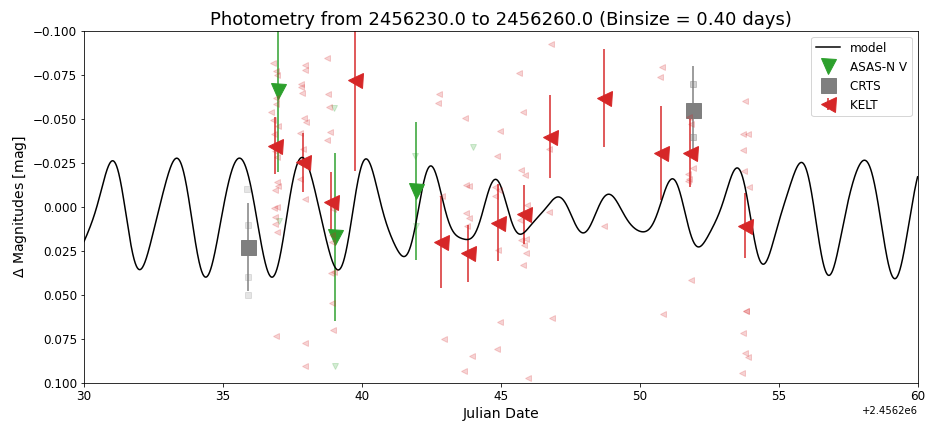 Photometry from 2456230.0 to 2456260.0 (Binsize = 0.40 days)
−0.100
−0.075
−0.050
−0.025
0.000
0.025
0.050
0.075
0.100
Δ Magnitudes [mag]
model
ASAS-N V
CRTS
KELT
30
35
40
45
50
55
60
Julian Date
+2.4562e6